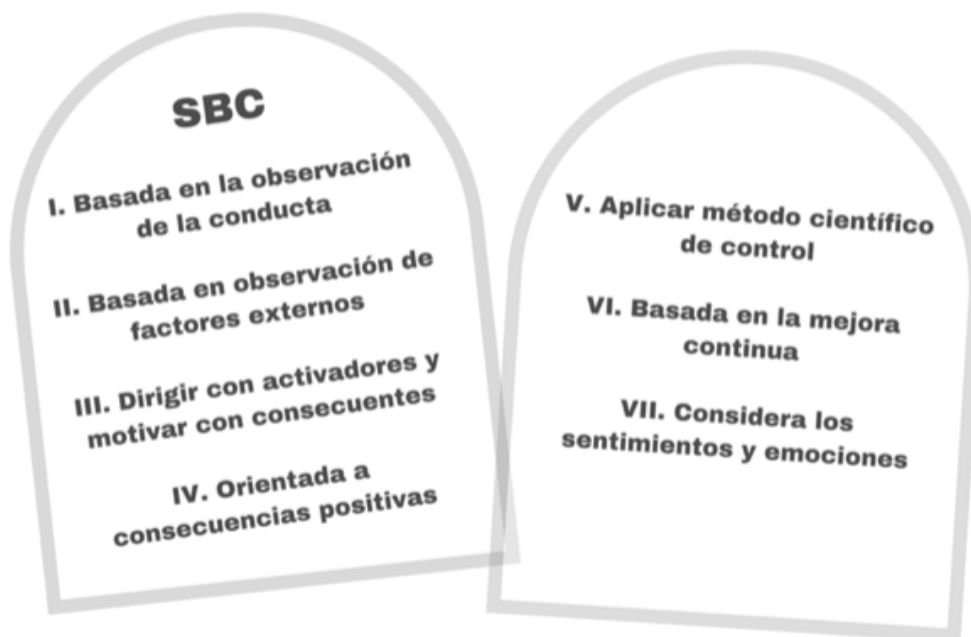 SBC
I. Basada en la observación
de la conducta
II. Basada en observación de
factores externos
III. Dirigir con activadores y
motivar con consecuentes
IV. Orientada a
consecuencias positivas
V. Aplicar método científico
de control
VI. Basada en la mejora
continua
VII. Considera los
sentimientos y emociones